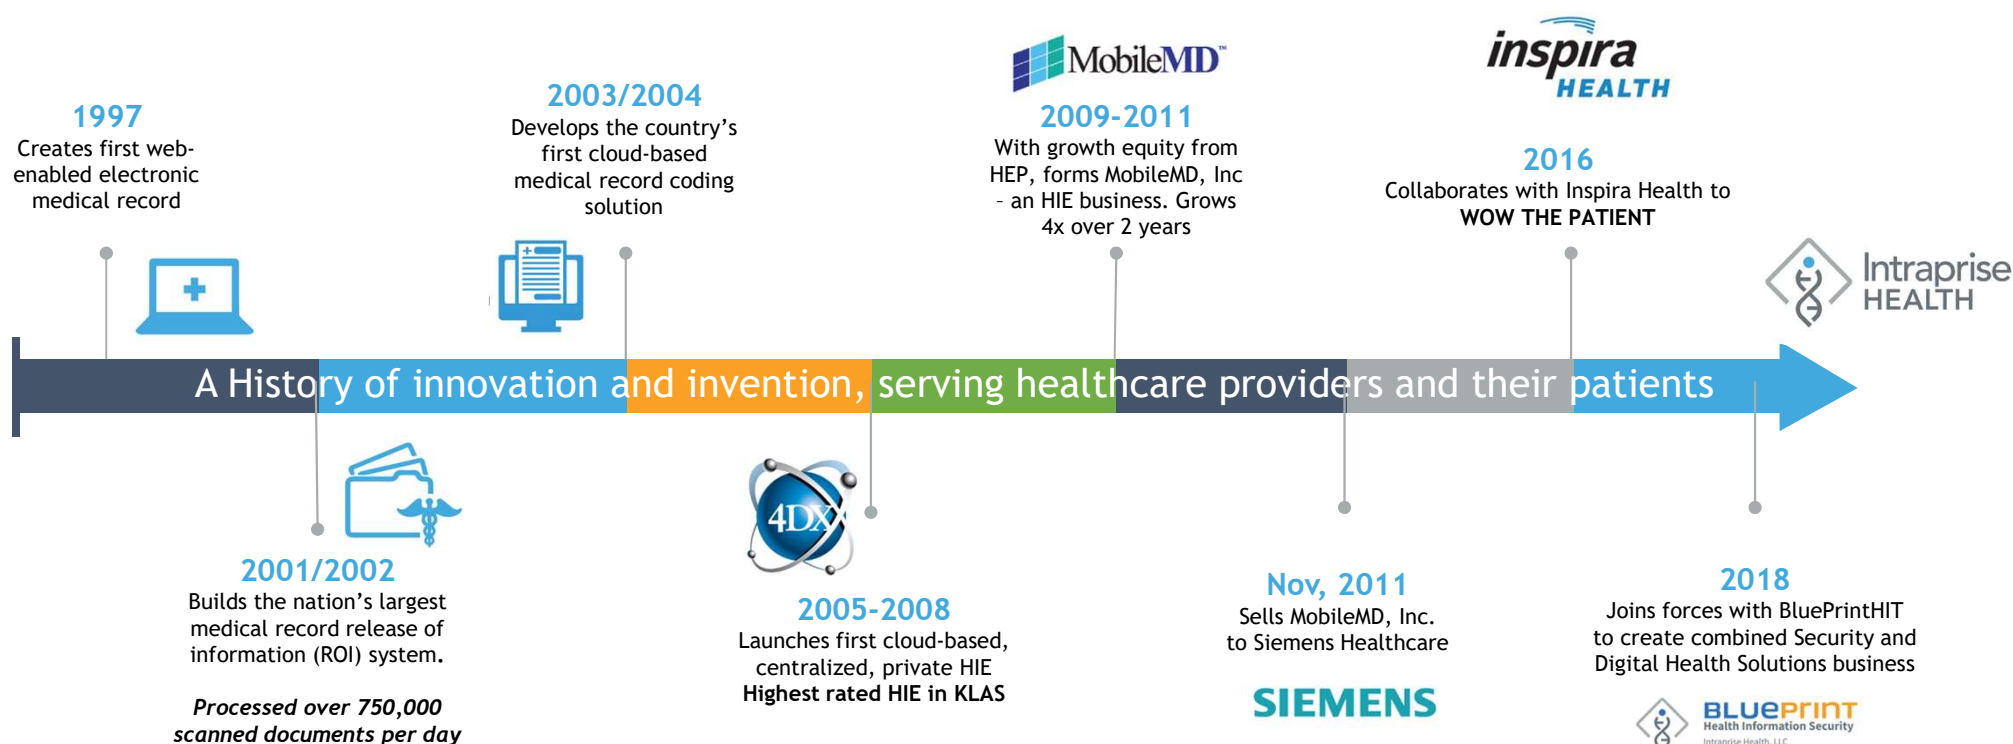 MobileMD™
inspira
HEALTH
1997
Creates first web-
enabled electronic
medical record
2003/2004
Develops the country's
first cloud-based
medical record coding
solution
2009-2011
With growth equity from
HEP, forms MobileMD, Inc
– an HIE business. Grows
4x over 2 years
2016
Collaborates with Inspira Health to
WOW THE PATIENT
Intraprise
HEALTH
A History of innovation and invention, serving healthcare providers and their patients
2001/2002
Builds the nation's largest
medical record release of
information (ROI) system.
Processed over 750,000
scanned documents per day
4DX
2005-2008
Launches first cloud-based,
centralized, private HIE
Highest rated HIE in KLAS
Nov, 2011
Sells MobileMD, Inc.
to Siemens Healthcare
SIEMENS
2018
Joins forces with BluePrintHIT
to create combined Security and
Digital Health Solutions business
BLUePRINT
Health Information Security
Intraprise Health, LLC